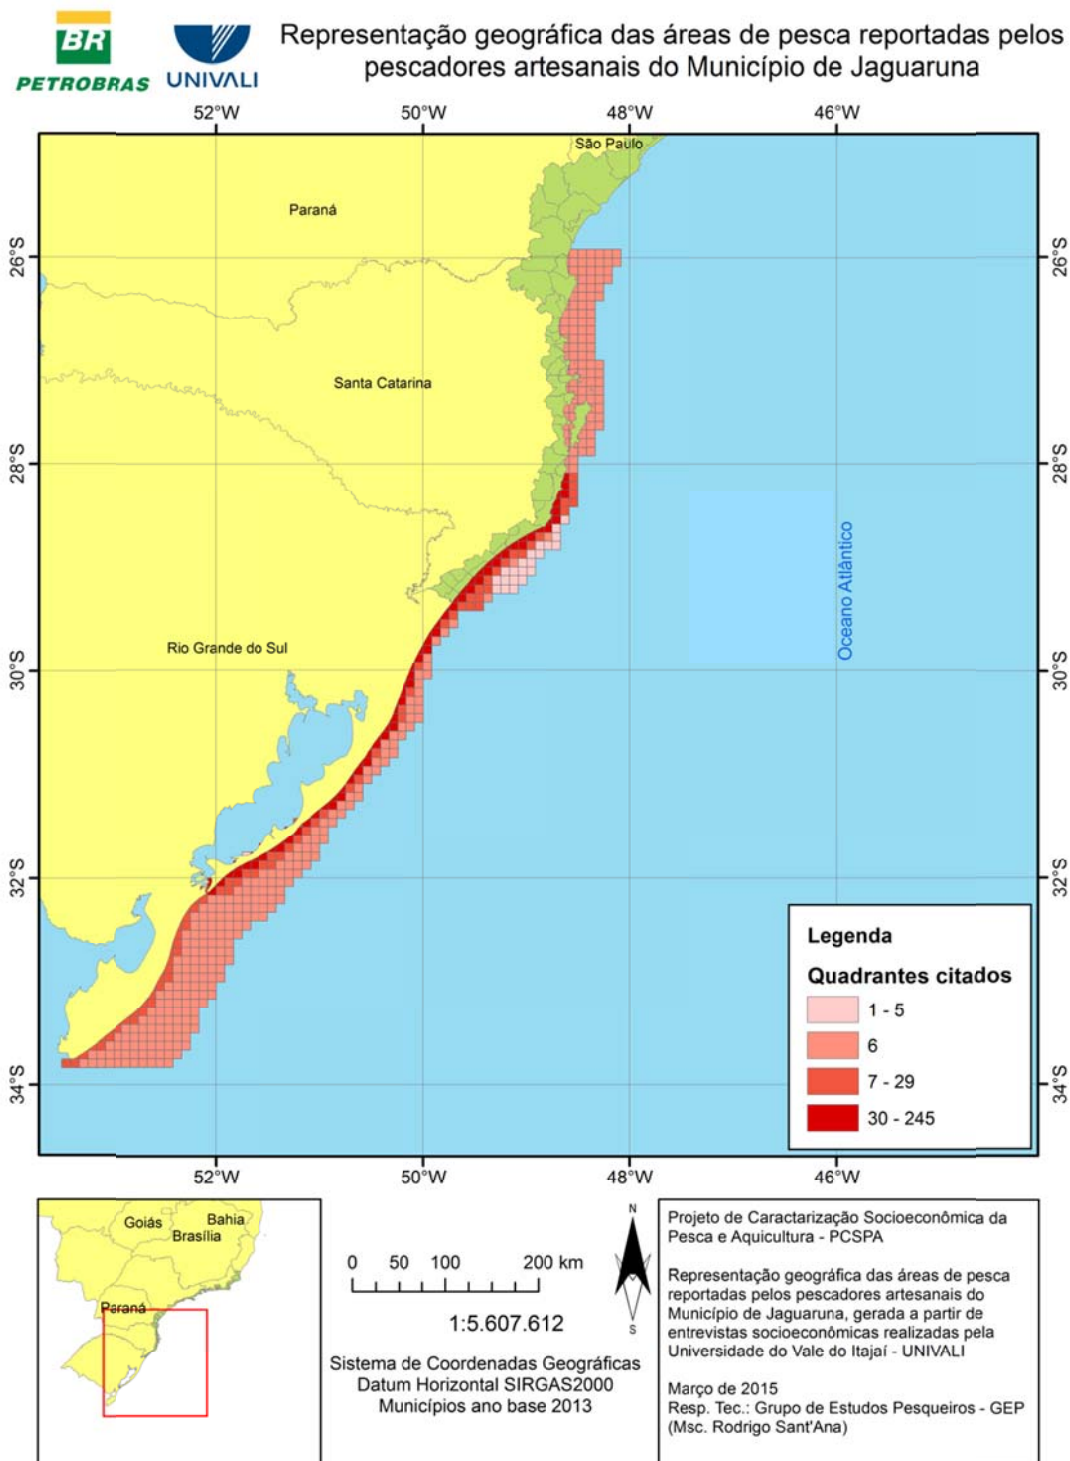 BR
PETROBRAS
UNIVALI
Representação geográfica das áreas de pesca reportadas pelos
pescadores artesanais do Município de Jaguaruna
52°W 50°W 48°W 46°W
São Paulo
Paraná
26°S 26°S
Santa Catarina
28°S 28°S
Oceano Atlântico
Rio Grande do Sul
30°S 30°S
32°S 32°S
Legenda
Quadrantes citados
1 - 5
6
7 - 29
30 - 245
34°S 34°S
52°W 50°W 48°W 46°W
Goiás
Bahia
Brasília
Paraná
0 50 100 200 km
1:5.607.612
Sistema de Coordenadas Geográficas
Datum Horizontal SIRGAS2000
Municípios ano base 2013
N
S
Projeto de Caractarização Socioeconômica da
Pesca e Aquicultura - PCSPA
Representação geográfica das áreas de pesca
reportadas pelos pescadores artesanais do
Município de Jaguaruna, gerada a partir de
entrevistas socioeconômicas realizadas pela
Universidade do Vale do Itajaí - UNIVALI
Março de 2015
Resp. Tec.: Grupo de Estudos Pesqueiros - GEP
(Msc. Rodrigo Sant'Ana)